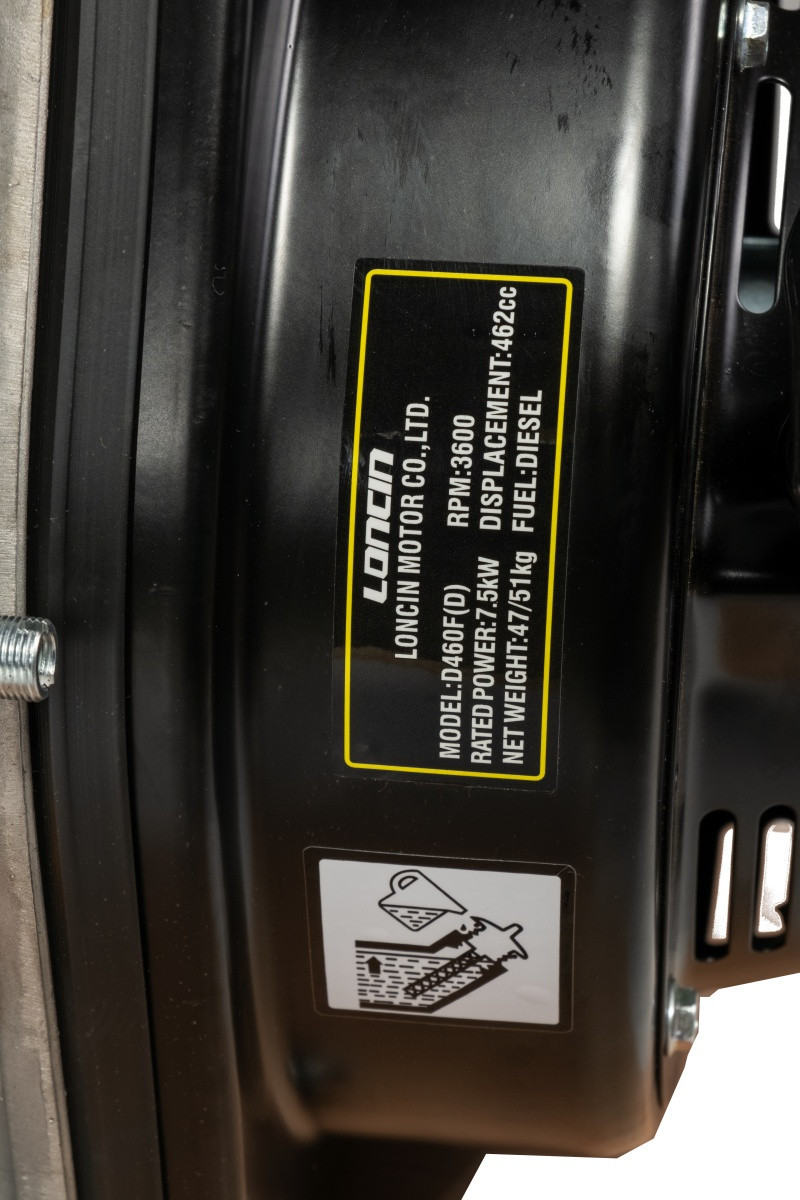 LONCIN
LONCIN MOTOR CO.,LTD.
MODEL:D460F(D) RPM:3600
RATED POWER:7.5kW DISPLACEMENT:462cc
NET WEIGHT:47/51kg FUEL:DIESEL